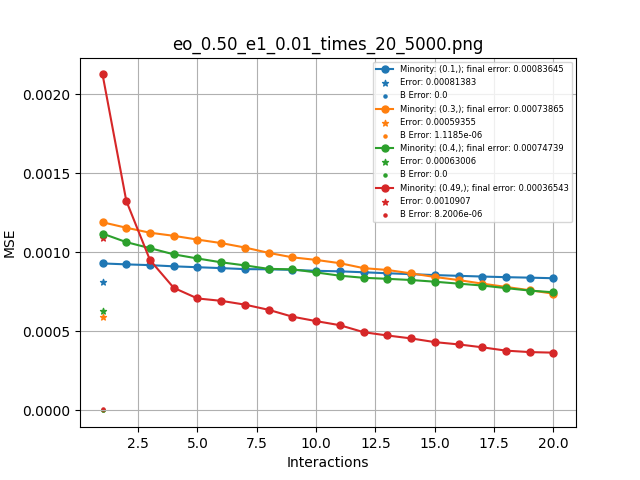 eo_0.50_e1_0.01_times_20_5000.png
Minority: (0.1,); final error: 0.00083645
Error: 0.00081383
B Error: 0.0
Minority: (0.3,); final error: 0.00073865
Error: 0.00059355
B Error: 1.1185e-06
Minority: (0.4,); final error: 0.00074739
Error: 0.00063006
B Error: 0.0
Minority: (0.49,); final error: 0.00036543
Error: 0.0010907
B Error: 8.2006e-06
MSE
0.0020
0.0015
0.0010
0.0005
0.0000
2.5 5.0 7.5 10.0 12.5 15.0 17.5 20.0
Interactions